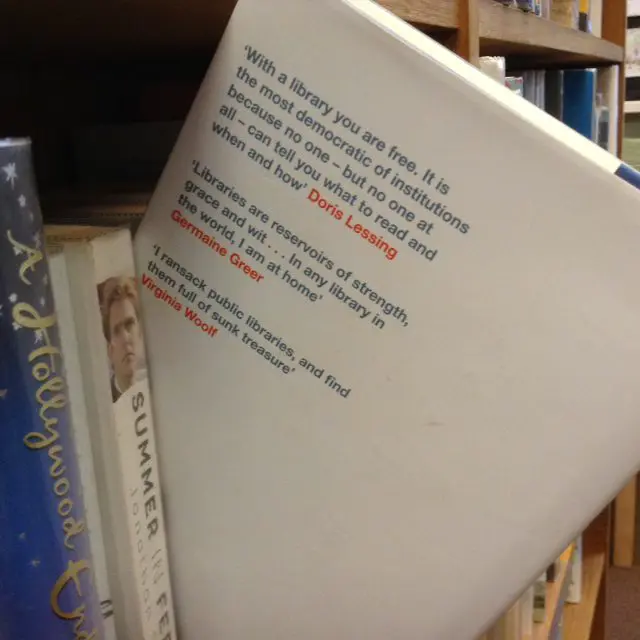 'With a library you are free. It is
the most democratic of institutions
because no one – but no one at
all – can tell you what to read and
when and how' Doris Lessing
'Libraries are reservoirs of strength,
grace and wit . . . In any library in
the world, I am at home'
Germaine Greer
'I ransack public libraries, and find
them full of sunk treasure'
Virginia Woolf
A Hollywood
SUMMER